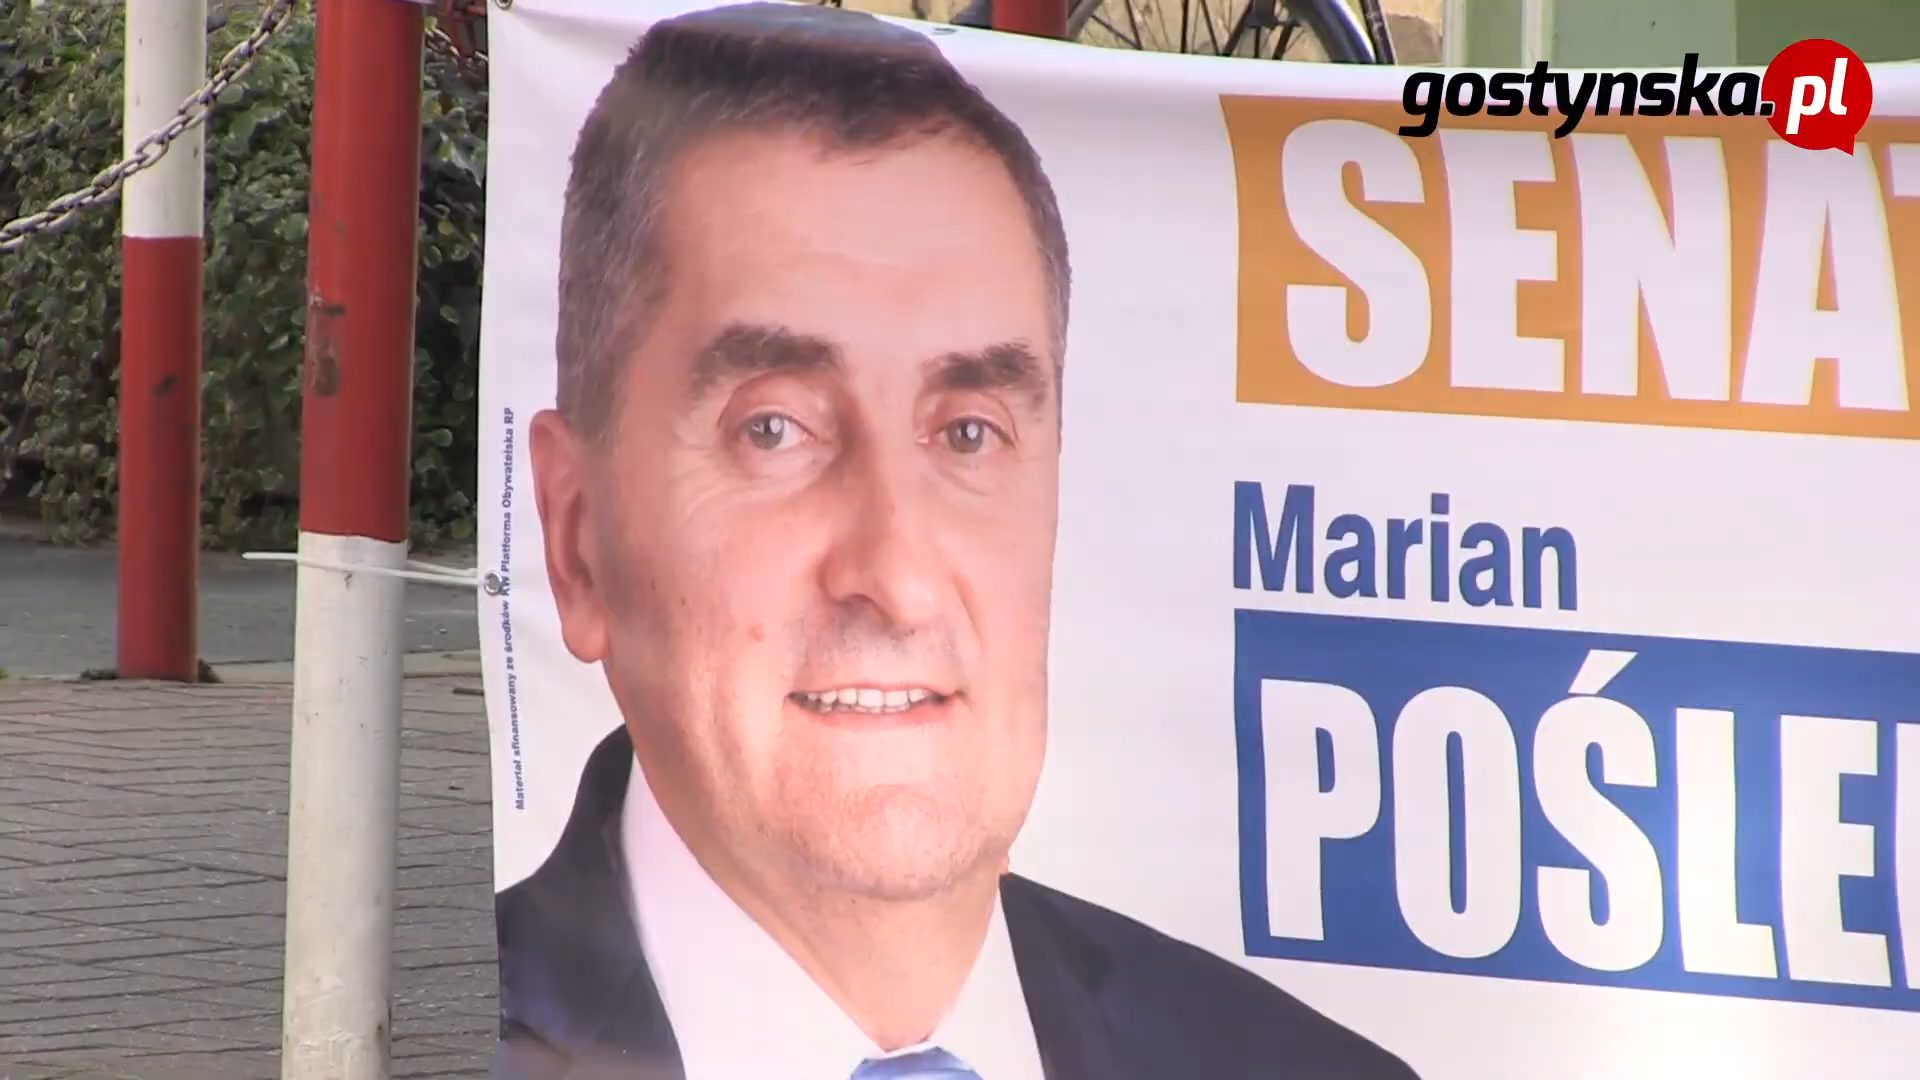 gostynska.pl
SENAT
Marian
POŚLE
Materiał sfinansowany ze środków KW Platforma Obywatelska RP